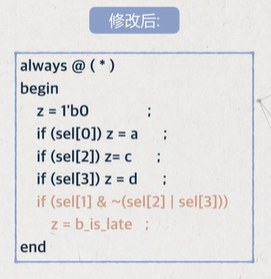 修改后:
always @ ( * )
begin
z = 1'b0 ;
if (sel[0]) z = a ;
if (sel[2]) z= c ;
if (sel[3]) z = d ;
if (sel[1] & ~(sel[2] | sel[3]))
z = b_is_late ;
end